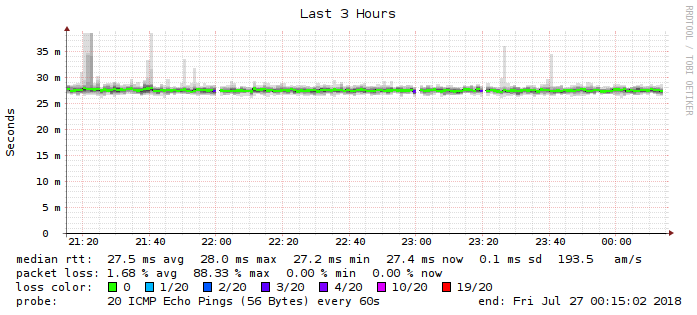 Last 3 Hours
RRDTOOL / TOBI OETIKER
Seconds
35 m
30 m
25 m
20 m
15 m
10 m
5 m
0
21:20 21:40 22:00 22:20 22:40 23:00 23:20 23:40 00:00
median rtt: 27.5 ms avg 28.0 ms max 27.2 ms min 27.4 ms now 0.1 ms sd 193.5 am/s
packet loss: 1.68 % avg 88.33 % max 0.00 % min 0.00 % now
loss color: 0 1/20 2/20 3/20 4/20 10/20 19/20
probe: 20 ICMP Echo Pings (56 Bytes) every 60s end: Fri Jul 27 00:15:02 2018